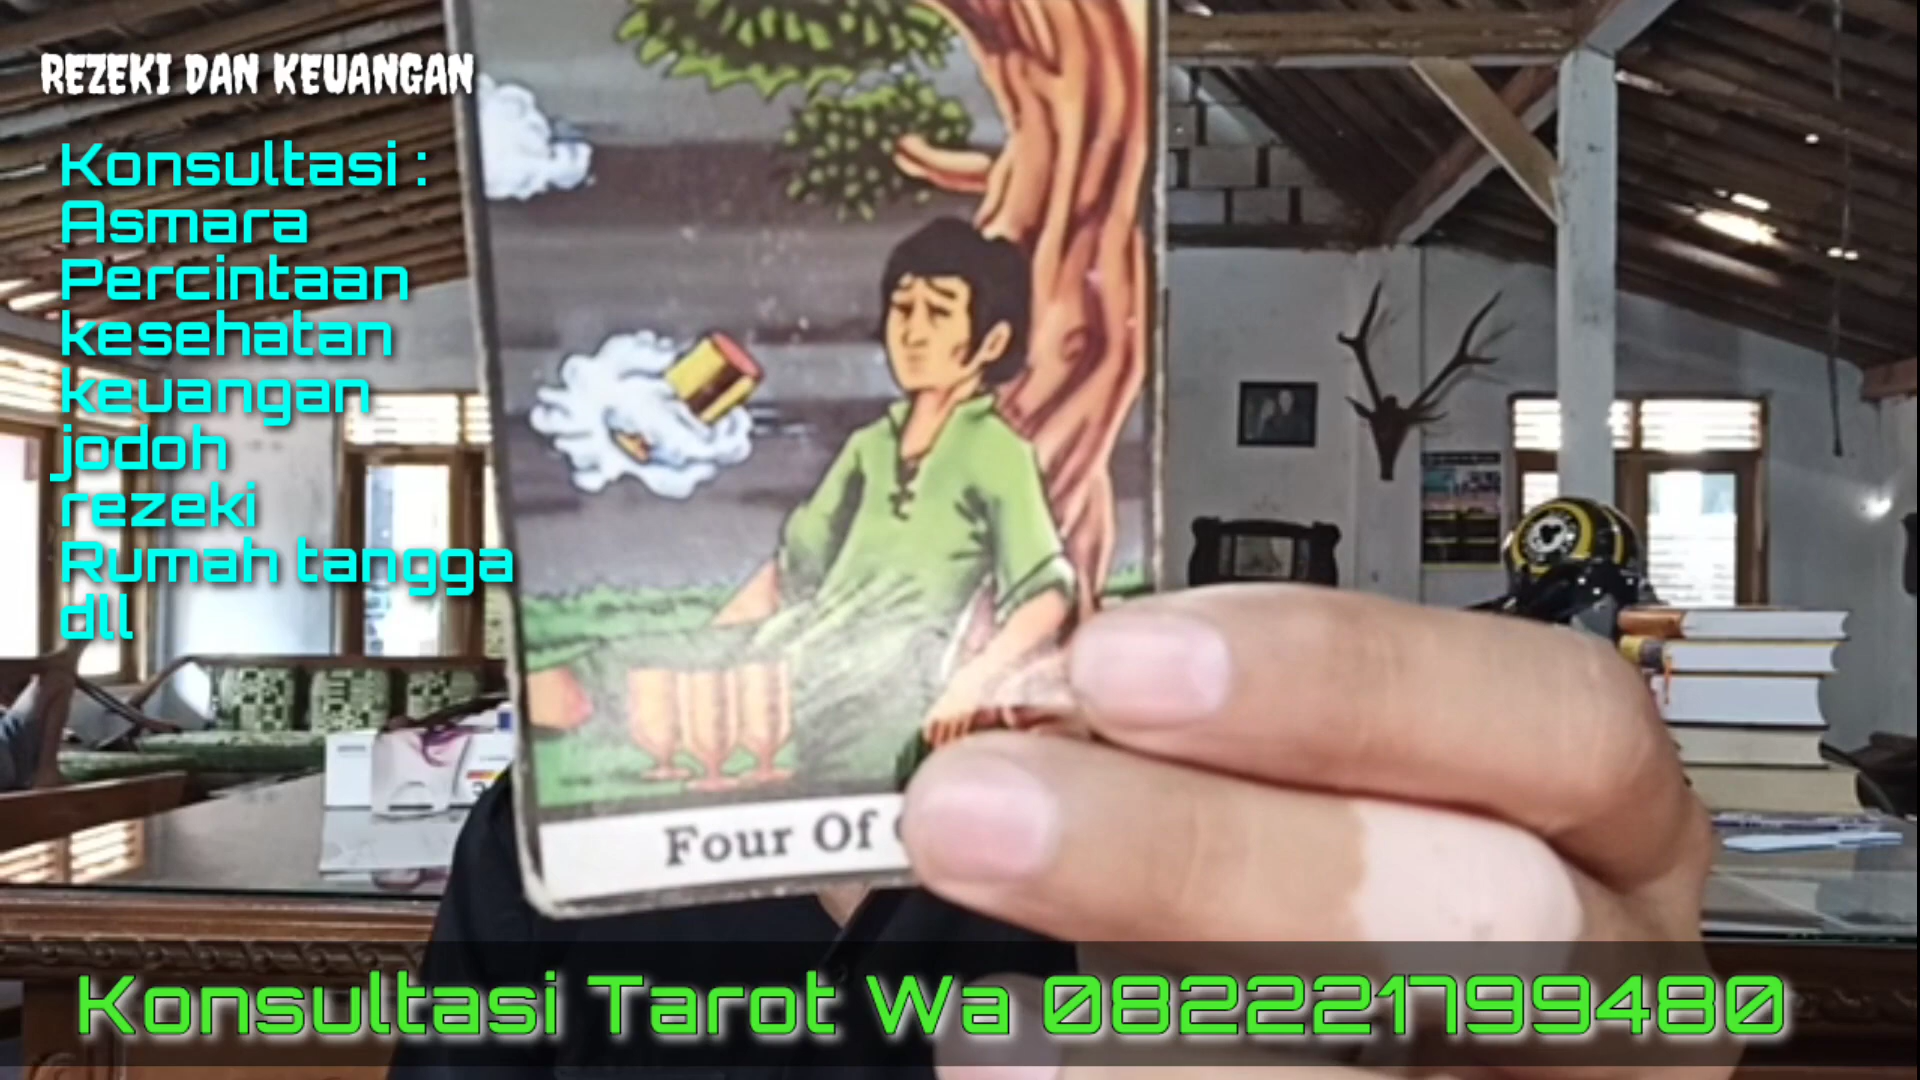 REZEKI DAN KEUANGAN
Konsultasi :
Asmara
Percintaan
kesehatan
keuangan
jodoh
rezeki
Rumah tangga
dll
Four Of
Konsultasi Tarot Wa 082221799480